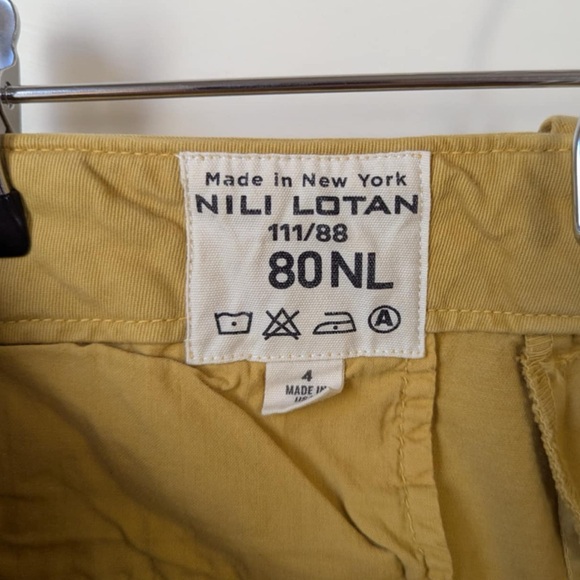 Made in New York
NILI LOTAN
111/88
80NL
A
4
MADE IN